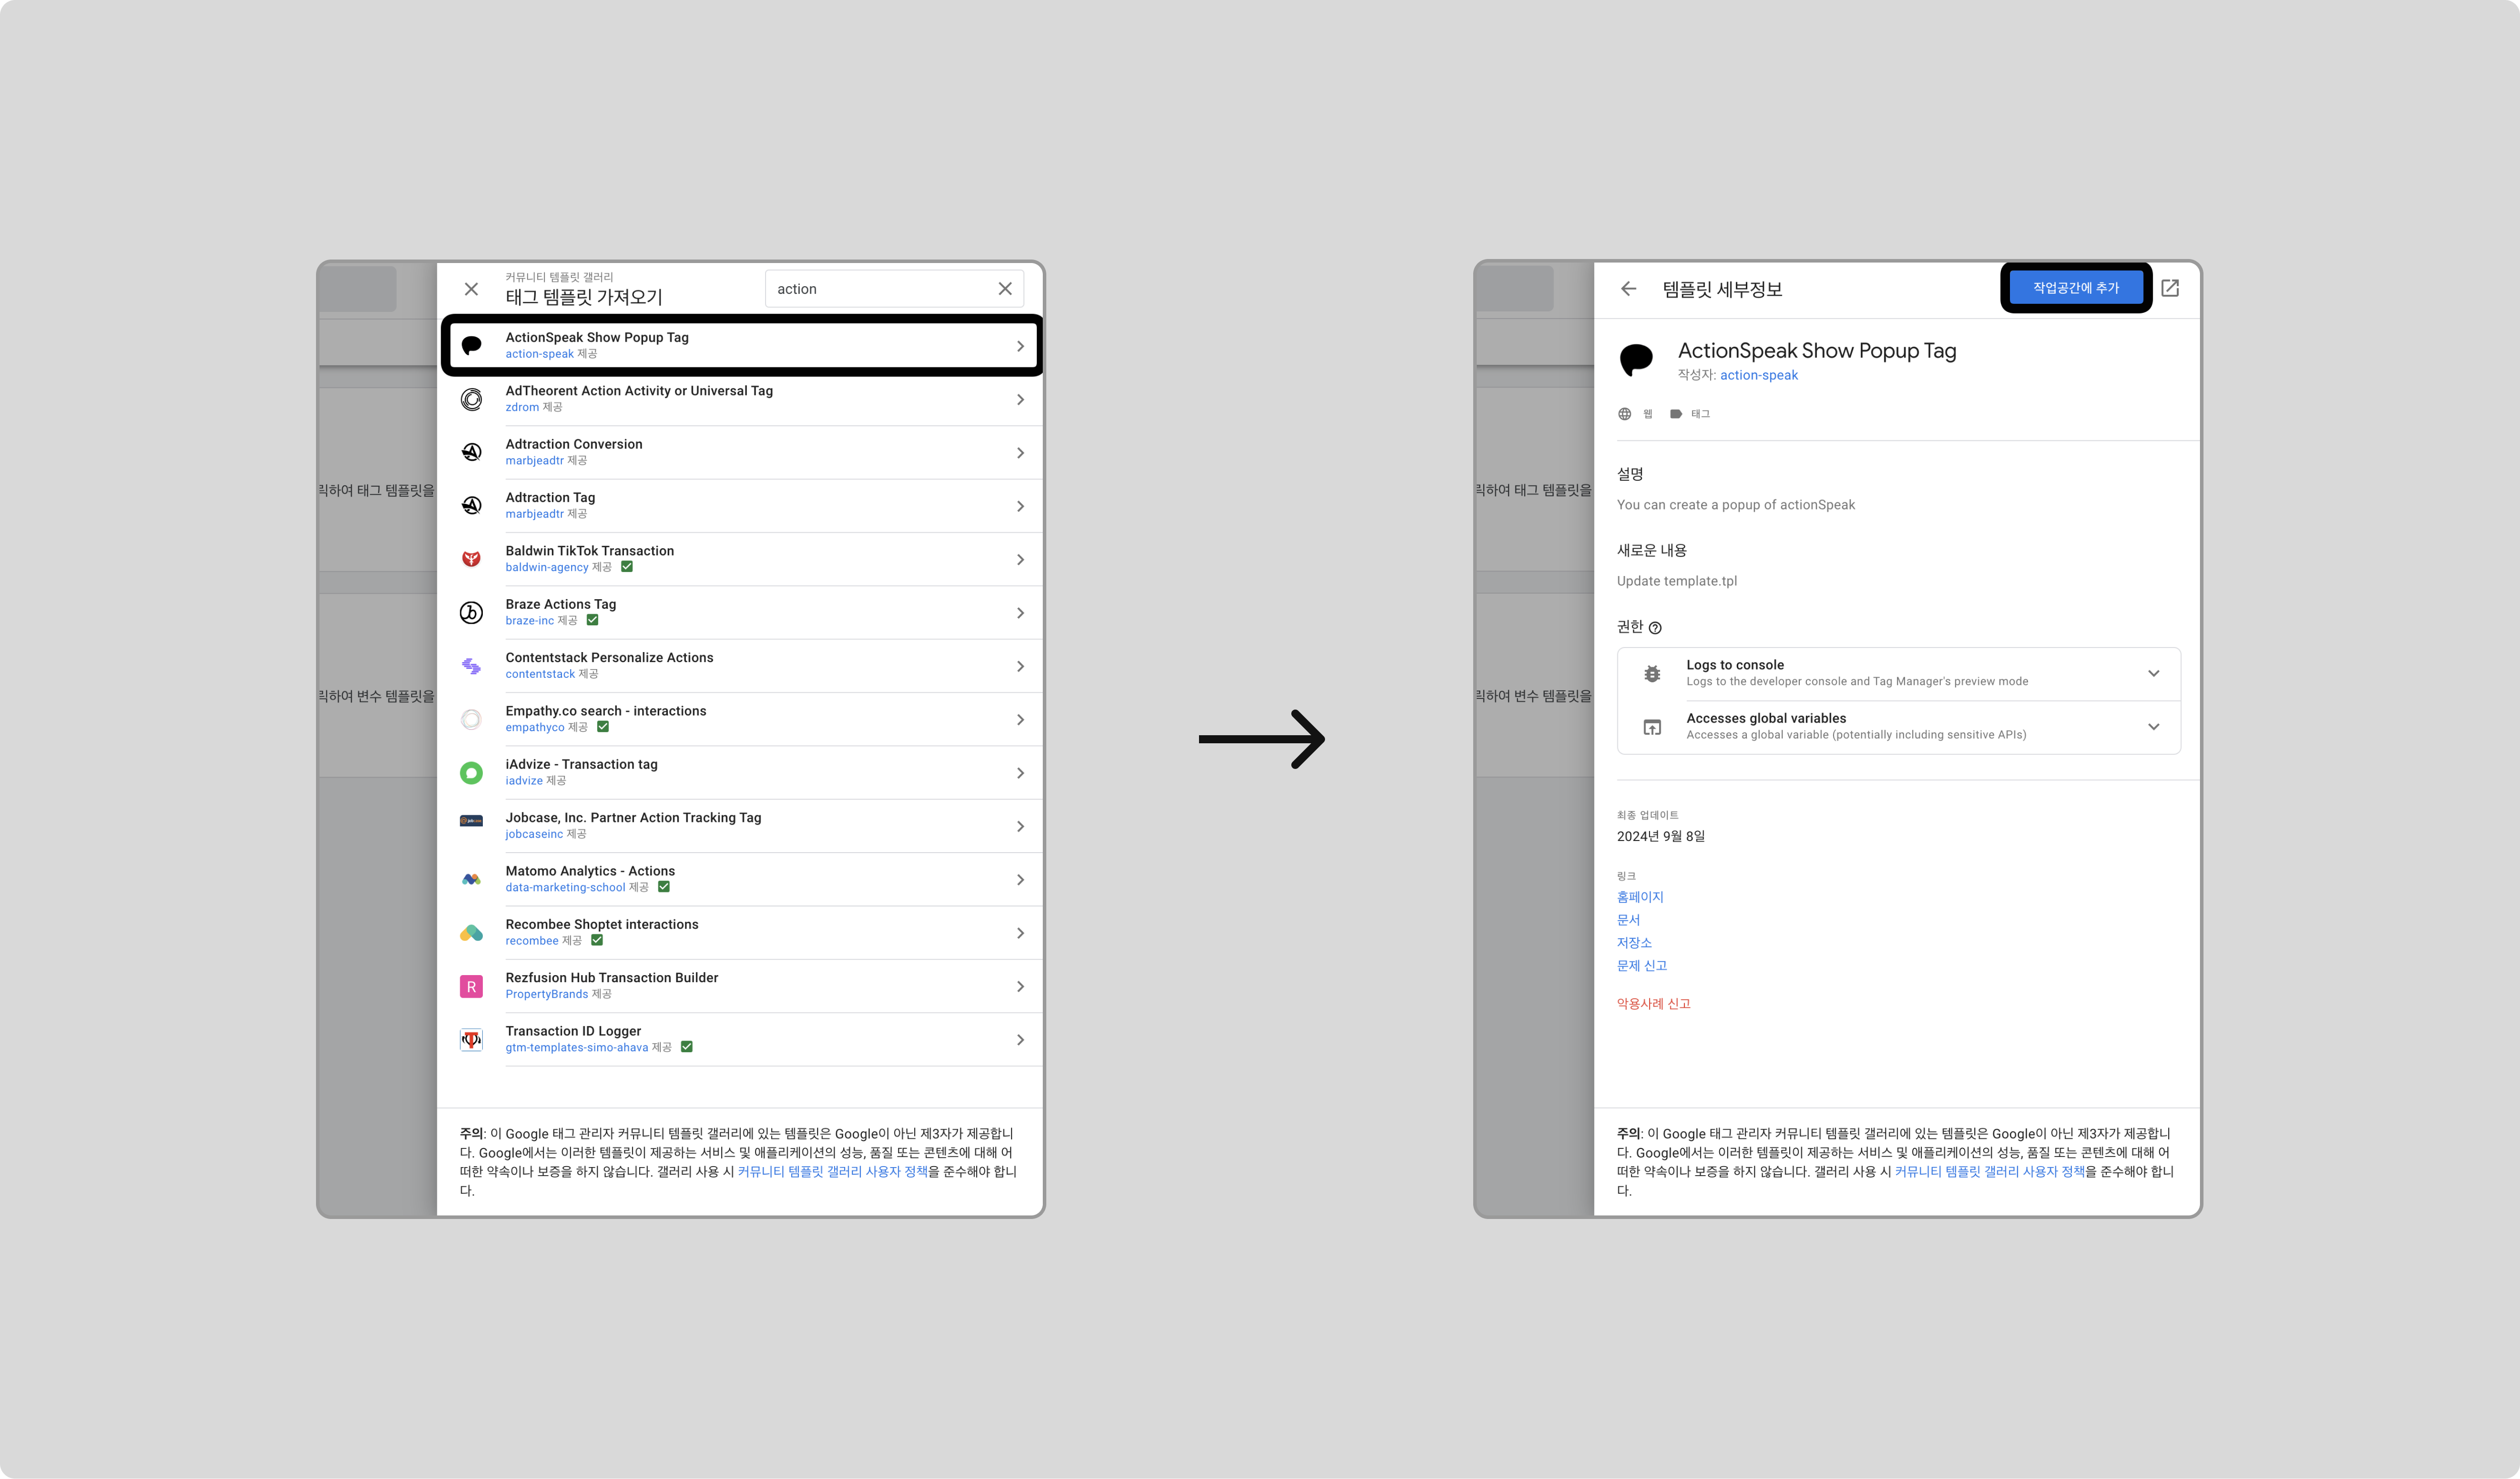 커뮤니티 템플릿 갤러리
태그 템플릿 가져오기
action
ActionSpeak Show Popup Tag
action-speak 제공
AdTheorent Action Activity or Universal Tag
zdrom 제공
Adtraction Conversion
marbjeadtr 제공
릭하여 태그 템플릿을
Adtraction Tag
marbjeadtr 제공
Baldwin TikTok Transaction
baldwin-agency 제공
Braze Actions Tag
braze-inc 제공
Contentstack Personalize Actions
contentstack 제공
릭하여 변수 템플릿을
Empathy.co search - interactions
empathyco 제공
iAdvize - Transaction tag
iadvize 제공
Jobcase, Inc. Partner Action Tracking Tag
jobcaseinc 제공
Matomo Analytics - Actions
data-marketing-school 제공
Recombee Shoptet interactions
recombee 제공
R
Rezfusion Hub Transaction Builder
PropertyBrands 제공
Transaction ID Logger
gtm-templates-simo-ahava 제공
주의: 이 Google 태그 관리자 커뮤니티 템플릿 갤러리에 있는 템플릿은 Google이 아닌 제3자가 제공합니
다. Google에서는 이러한 템플릿이 제공하는 서비스 및 애플리케이션의 성능, 품질 또는 콘텐츠에 대해 어
떠한 약속이나 보증을 하지 않습니다. 갤러리 사용 시 커뮤니티 템플릿 갤러리 사용자 정책을 준수해야 합니
다.
템플릿 세부정보
작업공간에 추가
ActionSpeak Show Popup Tag
작성자: action-speak
웹 태그
설명
릭하여 태그 템플릿을
You can create a popup of actionSpeak
새로운 내용
Update template.tpl
권한
Logs to console
Logs to the developer console and Tag Manager's preview mode
릭하여 변수 템플릿을
Accesses global variables
Accesses a global variable (potentially including sensitive APIs)
최종 업데이트
2024년 9월 8일
링크
홈페이지
문서
저장소
문제 신고
악용사례 신고
주의: 이 Google 태그 관리자 커뮤니티 템플릿 갤러리에 있는 템플릿은 Google이 아닌 제3자가 제공합니
다. Google에서는 이러한 템플릿이 제공하는 서비스 및 애플리케이션의 성능, 품질 또는 콘텐츠에 대해 어
떠한 약속이나 보증을 하지 않습니다. 갤러리 사용 시 커뮤니티 템플릿 갤러리 사용자 정책을 준수해야 합니
다.